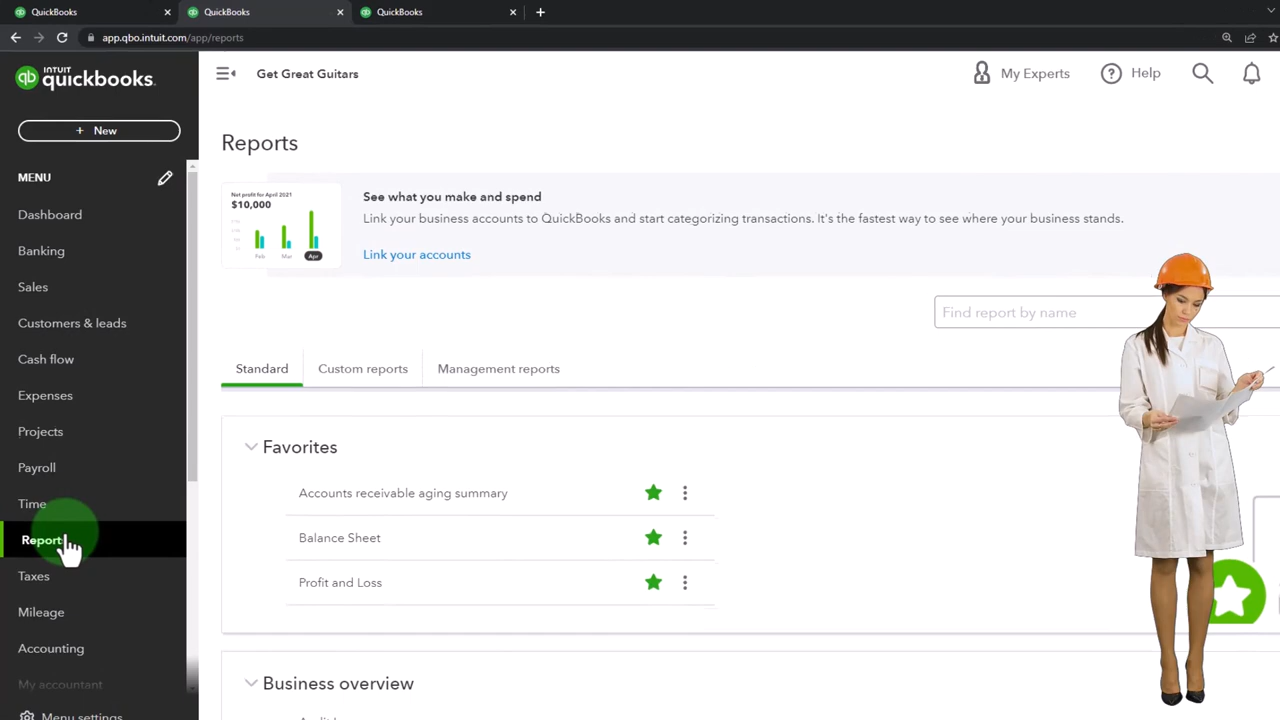 QuickBooks
QuickBooks
QuickBooks
app.qbo.intuit.com/app/reports
INTUIT
qb quickbooks.
Get Great Guitars
My Experts
Help
+ New
MENU
Dashboard
Banking
Sales
Customers & leads
Cash flow
Expenses
Projects
Payroll
Time
Report
Taxes
Mileage
Accounting
My accountant
Menu settings
Reports
Net profit for April 2021
$10,000
Feb Mar Apr
See what you make and spend
Link your business accounts to QuickBooks and start categorizing transactions. It's the fastest way to see where your business stands.
Link your accounts
Find report by name
Standard
Custom reports
Management reports
Favorites
Accounts receivable aging summary
Balance Sheet
Profit and Loss
Business overview